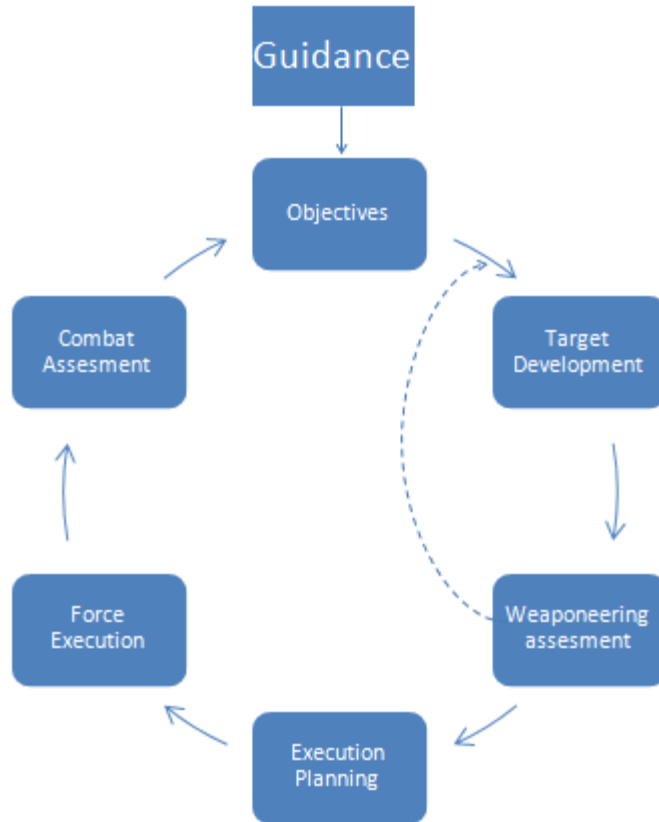 Guidance
Objectives
Target
Development
Weaponeering
assesment
Execution
Planning
Force
Execution
Combat
Assesment